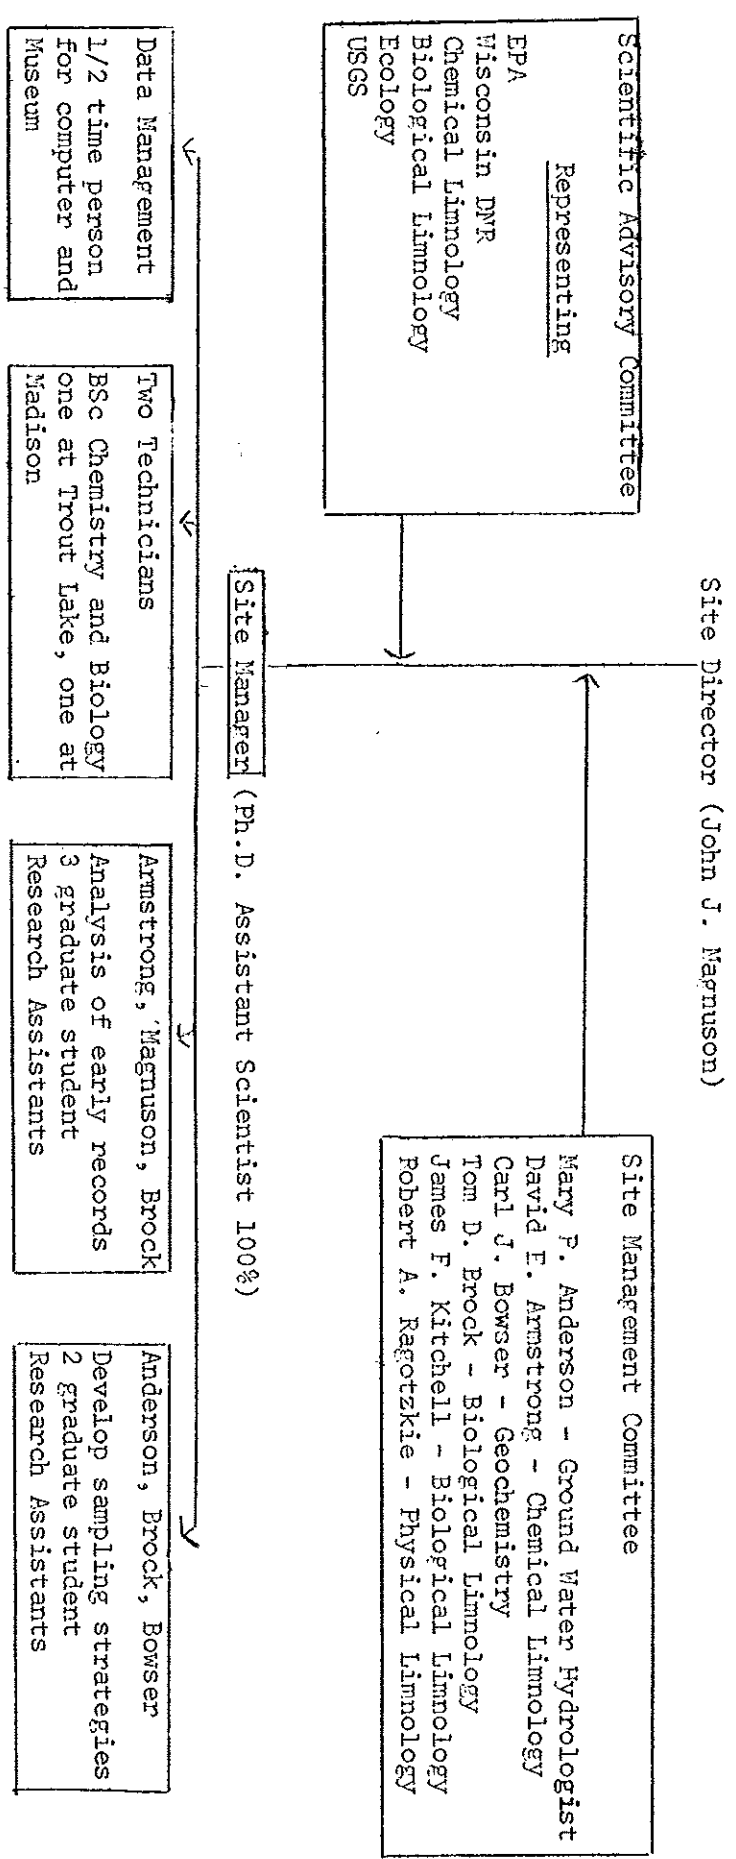 Site Director (John J. Magnuson)
Scientific Advisory Committee
Representing
EPA
Wisconsin DNR
Chemical Limnology
Biological Limnology
Ecology
USGS
Site Management Committee
Mary P. Anderson - Ground Water Hydrologist
David E. Armstrong - Chemical Limnology
Carl J. Bowser - Geochemistry
Tom D. Brock - Biological Limnology
James F. Kitchell - Biological Limnology
Robert A. Ragotzkie - Physical Limnology
Site Manager (Ph.D. Assistant Scientist 100%)
Data Management
1/2 time person
for computer and
Museum
Two Technicians
BSc Chemistry and Biology
one at Trout Lake, one at
Madison
Armstrong, Magnuson, Brock
Analysis of early records
3 graduate student
Research Assistants
Anderson, Brock, Bowser
Develop sampling strategies
2 graduate student
Research Assistants